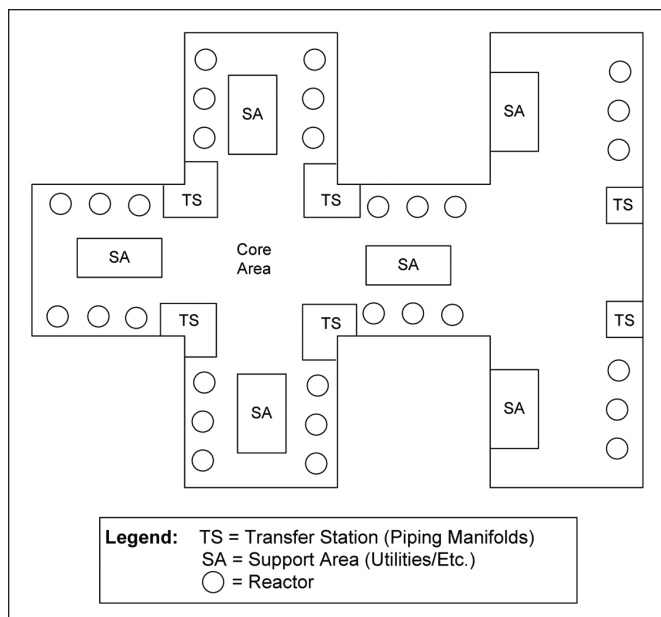 SA
SA
TS
TS
TS
Core
Area
SA
SA
TS
TS
TS
SA
SA
Legend: TS = Transfer Station (Piping Manifolds)
SA = Support Area (Utilities/Etc.)
= Reactor